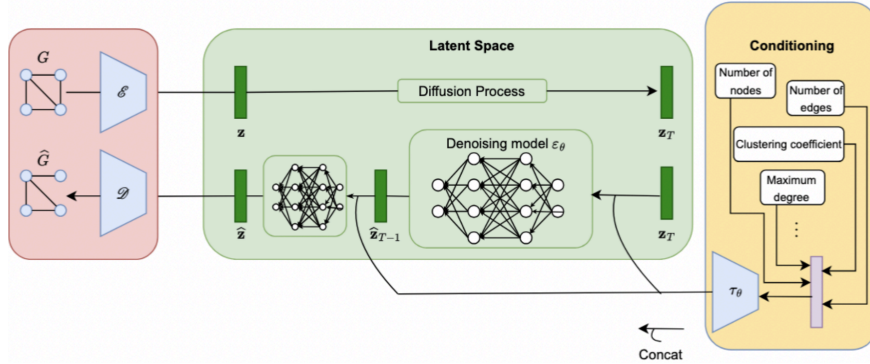 G
ℰ
Ĝ
𝒟
Latent Space
Diffusion Process
z
z_T
Denoising model ε_θ
ẑ
ẑ_{T−1}
z_T
Conditioning
Number of
nodes
Number of
edges
Clustering coefficient
Maximum
degree
⋮
τ_θ
Concat